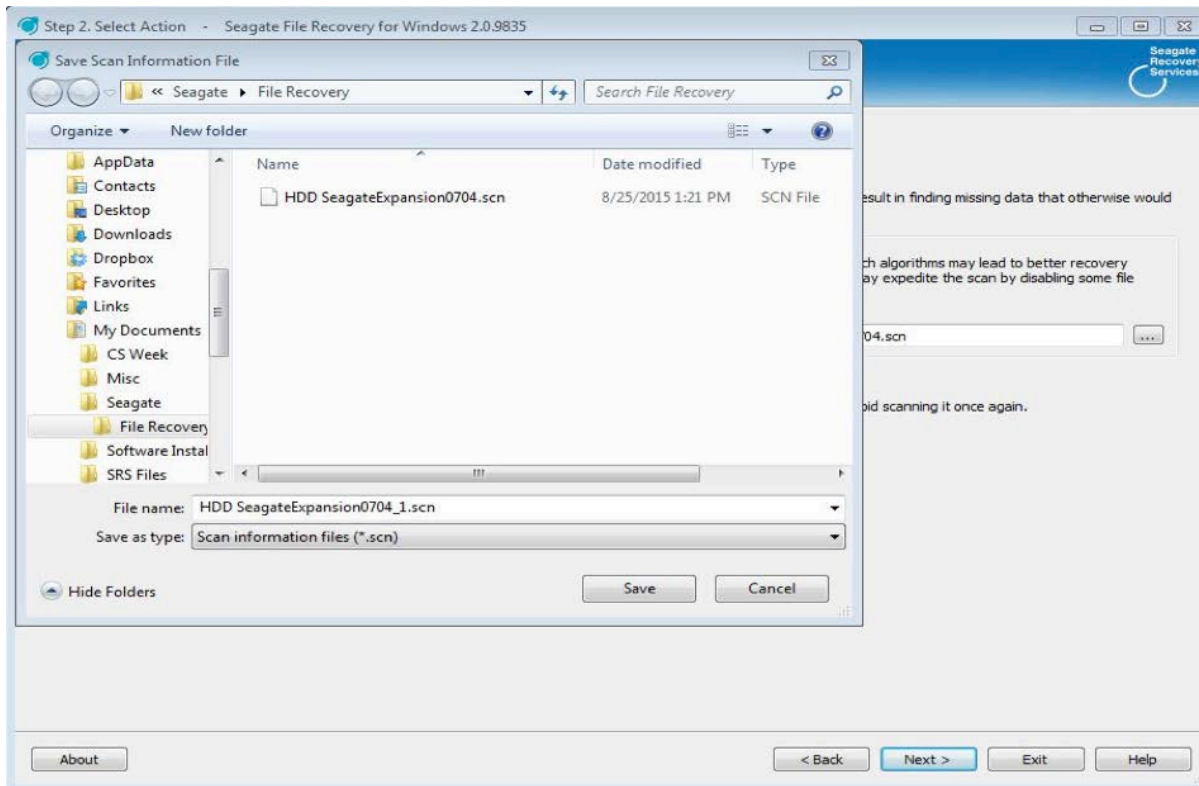 Step 2. Select Action - Seagate File Recovery for Windows 2.0.9835
Seagate
Recovery
Services
Save Scan Information File
« Seagate File Recovery
Search File Recovery
Organize New folder
Name Date modified Type
HDD SeagateExpansion0704.scn 8/25/2015 1:21 PM SCN File
AppData
Contacts
Desktop
Downloads
Dropbox
Favorites
Links
My Documents
CS Week
Misc
Seagate
File Recovery
Software Instal
SRS Files
File name: HDD SeagateExpansion0704_1.scn
Save as type: Scan information files (*.scn)
Hide Folders
Save Cancel
esult in finding missing data that otherwise would
ch algorithms may lead to better recovery
ay expedite the scan by disabling some file
04.scn ...
oid scanning it once again.
About < Back Next > Exit Help